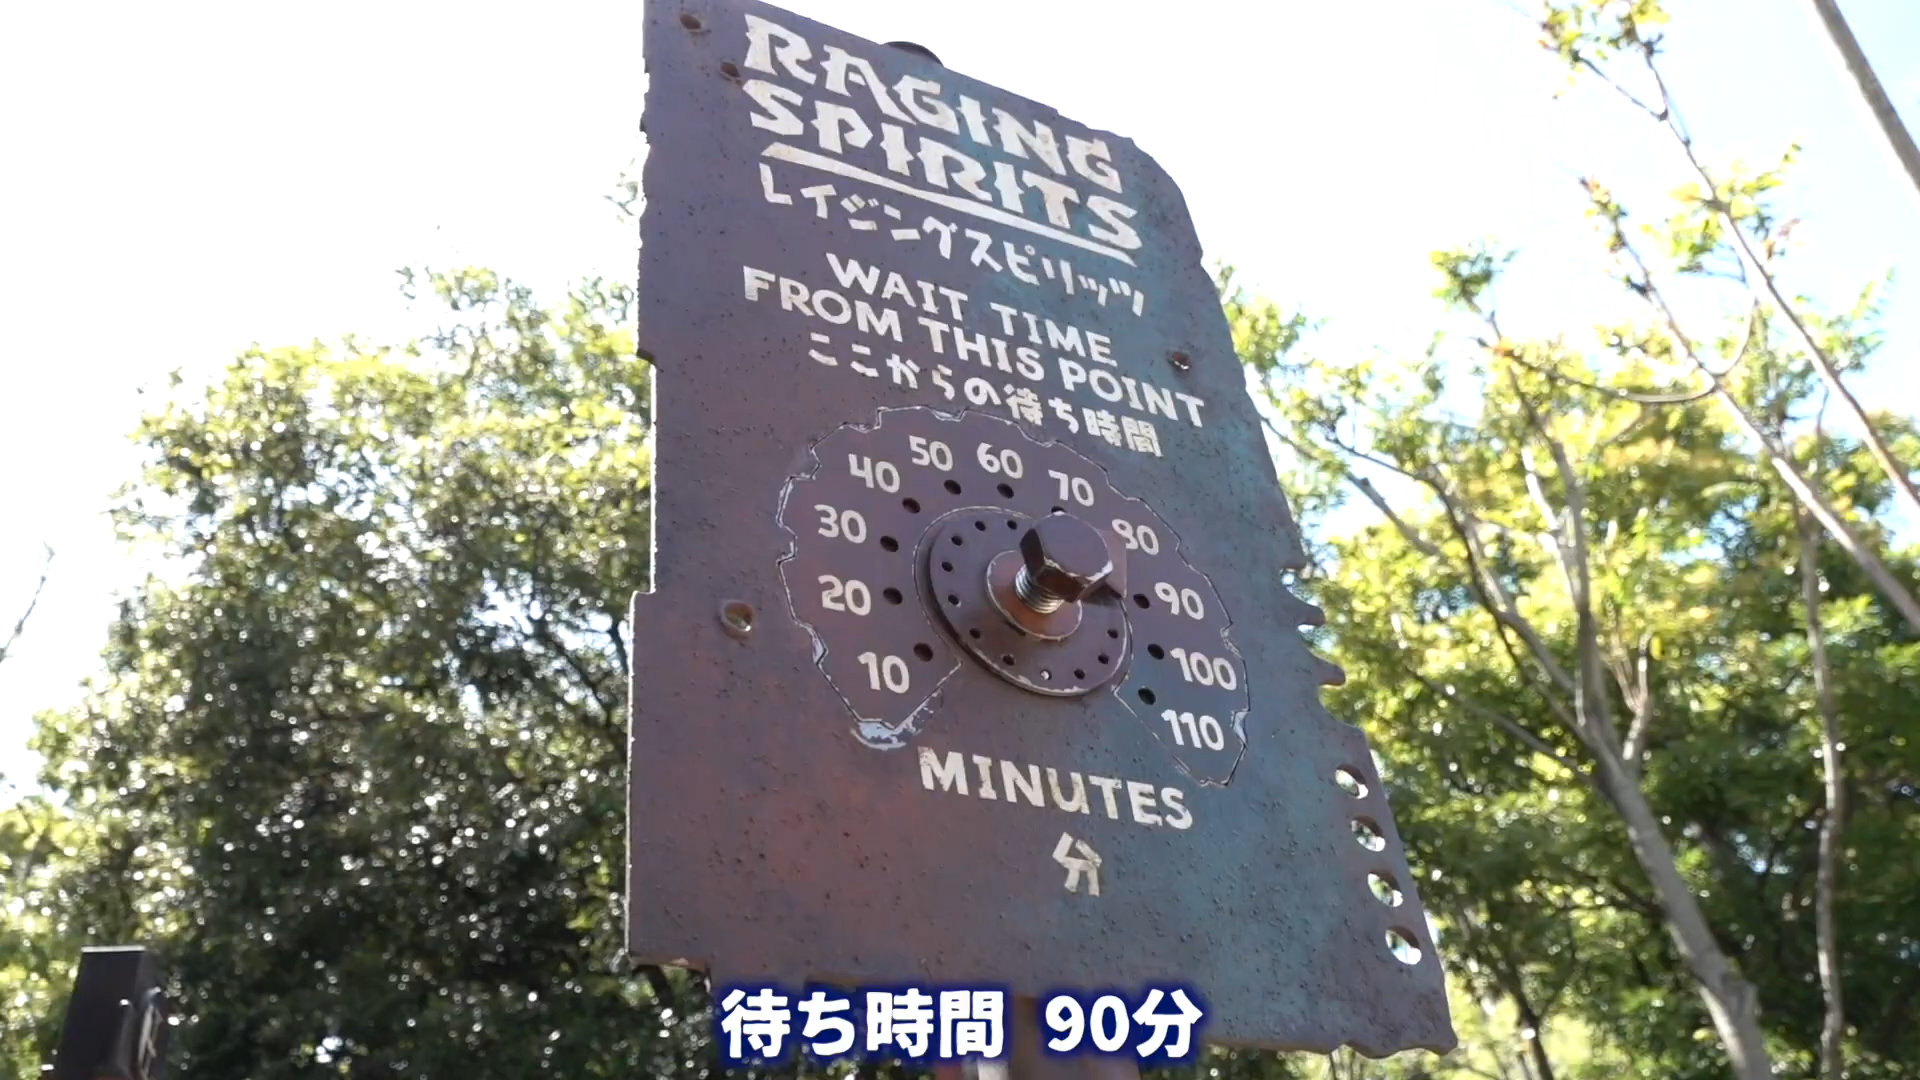 RAGING
SPIRITS
レイジングスピリッツ
WAIT TIME
FROM THIS POINT
ここからの待ち時間
10 20 30 40 50 60 70 80 90 100 110
MINUTES
分
待ち時間 90分